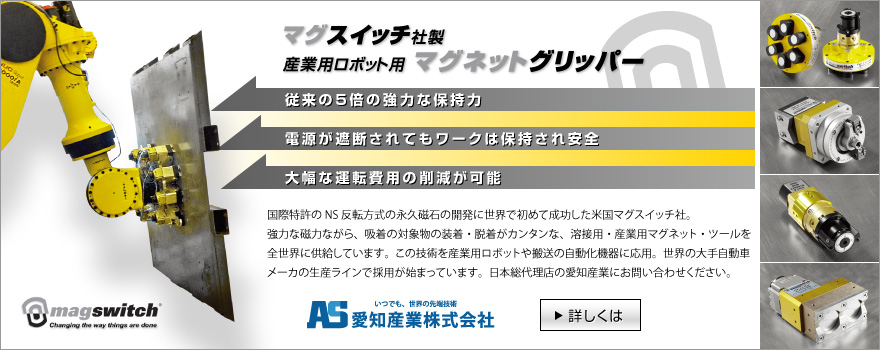 マグスイッチ社製
産業用ロボット用 マグネットグリッパー
従来の5倍の強力な保持力
電源が遮断されてもワークは保持され安全
大幅な運転費用の削減が可能
国際特許の NS 反転方式の永久磁石の開発に世界で初めて成功した米国マグスイッチ社。
強力な磁力ながら、吸着の対象物の装着・脱着がカンタンな、溶接用・産業用マグネット・ツールを
全世界に供給しています。この技術を産業用ロボットや搬送の自動化機器に応用。世界の大手自動車
メーカの生産ラインで採用が始まっています。日本総代理店の愛知産業にお問い合わせください。
magswitch®
Changing the way things are done
いつでも、世界の先端技術
AS 愛知産業株式会社
詳しくは
magswitch